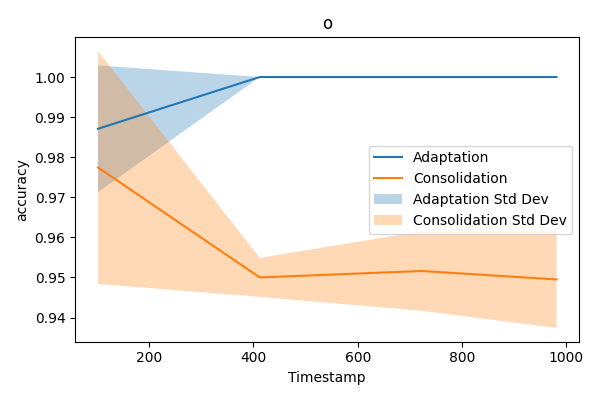 o
accuracy
1.00
0.99
0.98
0.97
0.96
0.95
0.94
Adaptation
Consolidation
Adaptation Std Dev
Consolidation Std Dev
200
400
600
800
1000
Timestamp